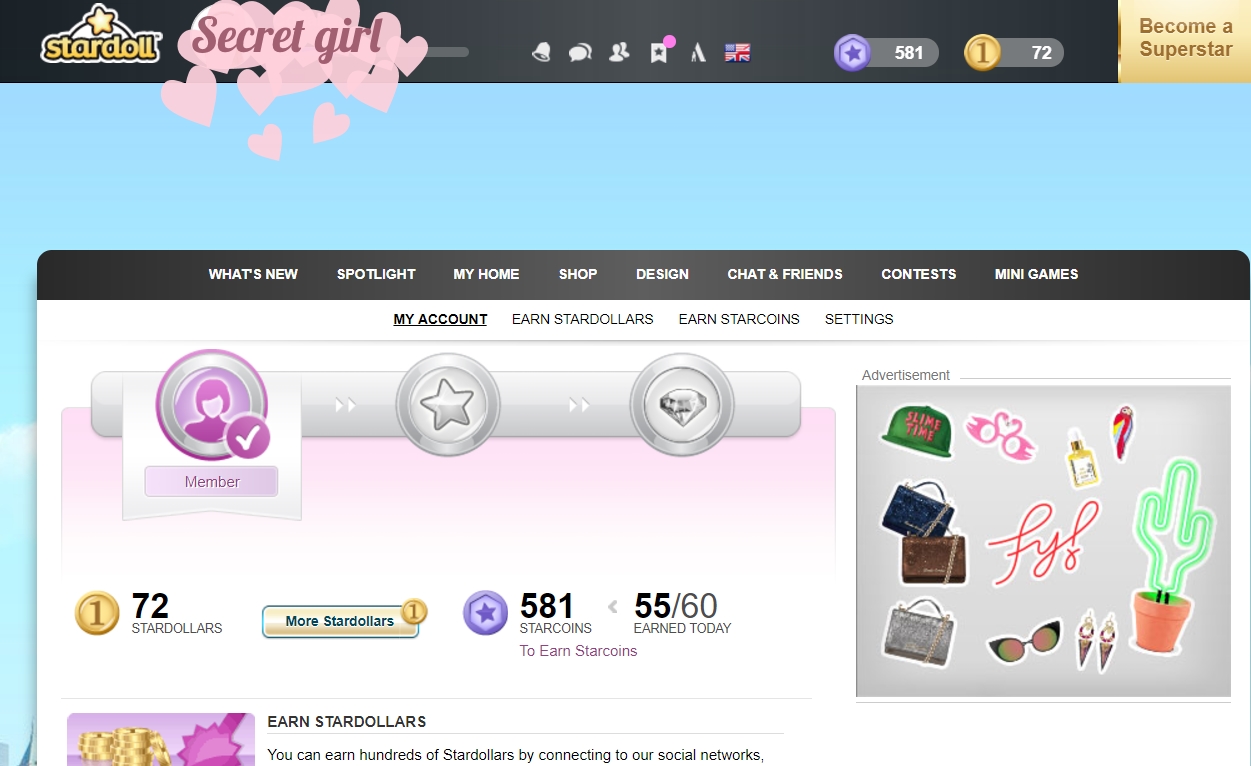 stardoll
Secret girl
581
1
72
Become a
Superstar
WHAT'S NEW
SPOTLIGHT
MY HOME
SHOP
DESIGN
CHAT & FRIENDS
CONTESTS
MINI GAMES
MY ACCOUNT
EARN STARDOLLARS
EARN STARCOINS
SETTINGS
Member
Advertisement
SLIME
TIME
fyf
1
72
STARDOLLARS
More Stardollars
1
581
STARCOINS
55/60
EARNED TODAY
To Earn Starcoins
EARN STARDOLLARS
You can earn hundreds of Stardollars by connecting to our social networks,